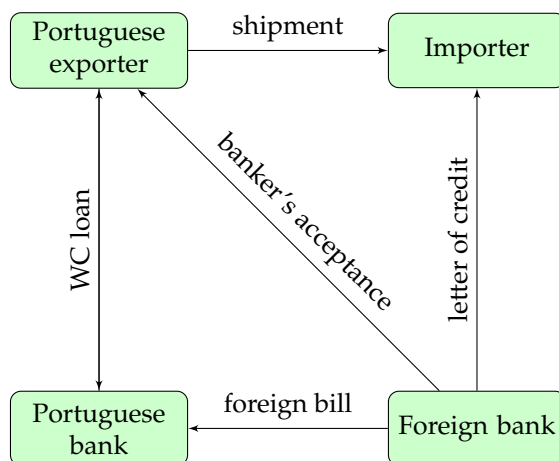 Portuguese
exporter
shipment
Importer
banker's acceptance
WC loan
letter of credit
Portuguese
bank
foreign bill
Foreign bank